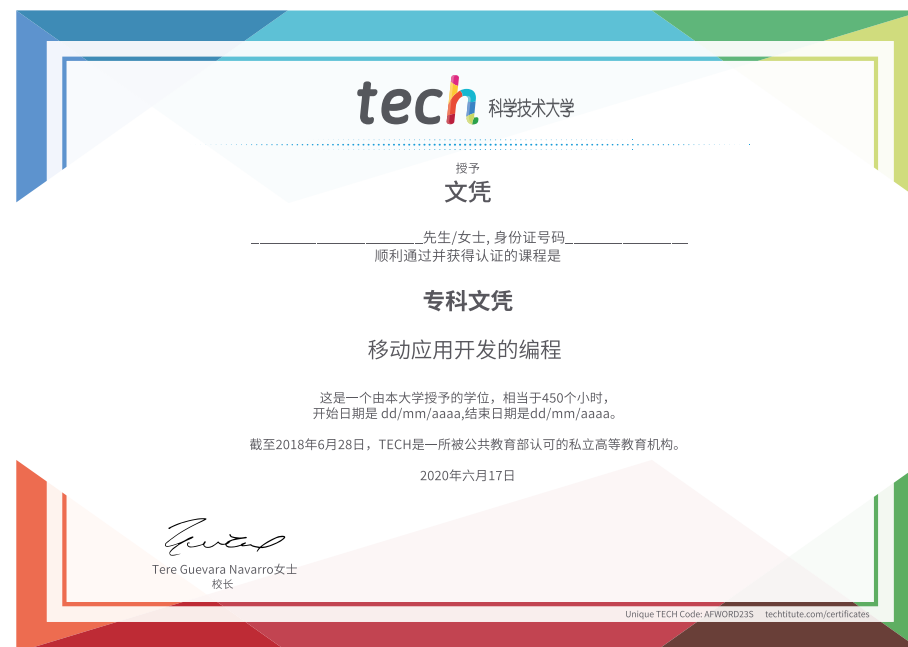 tech 科学技术大学
授予
文凭
____________________先生/女士, 身份证号码______________
顺利通过并获得认证的课程是
专科文凭
移动应用开发的编程
这是一个由本大学授予的学位，相当于450个小时，
开始日期是 dd/mm/aaaa,结束日期是dd/mm/aaaa。
截至2018年6月28日，TECH是一所被公共教育部认可的私立高等教育机构。
2020年六月17日
Tere Guevara Navarro女士
校长
Unique TECH Code: AFWORD23S techtitute.com/certificates